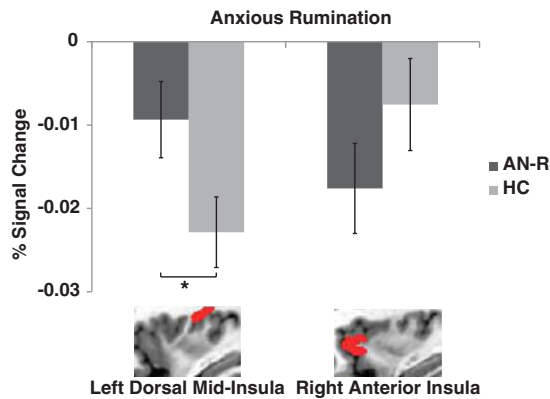 Anxious Rumination
0
-0.01
-0.02
-0.03
% Signal Change
AN-R
HC
*
Left Dorsal Mid-Insula Right Anterior Insula